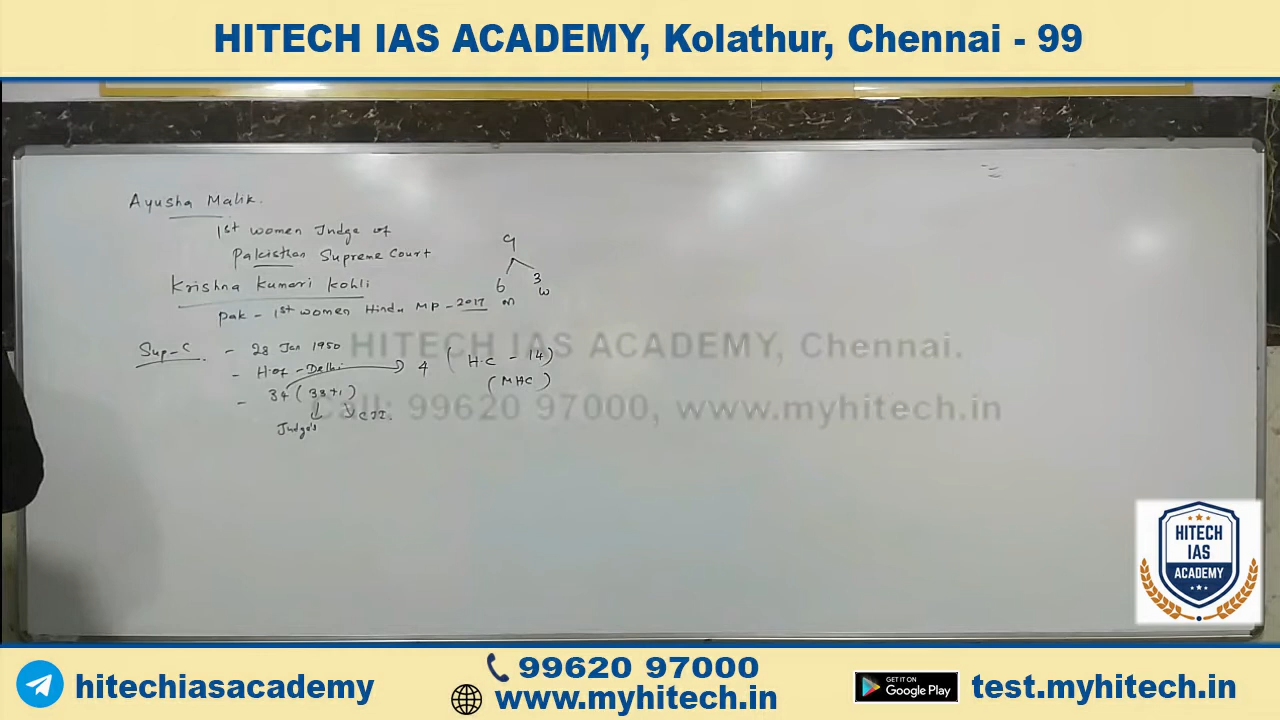 HITECH IAS ACADEMY, Kolathur, Chennai - 99
Ayusha Malik.
1st women Judge of
Pakisthan Supreme Court
Krishna Kumari Kohli
Pak - 1st women Hindu MP - 2017
9
6 3
m w
Sup-C - 28 Jan 1950
- H.of - Delhi 4 (H.C - 14)
(MHC)
- 34 (33+1)
Judge's CJI.
HITECH IAS ACADEMY, Chennai.
Call: 99620 97000, www.myhitech.in
HITECH
IAS
ACADEMY
hitechiasacademy
99620 97000
www.myhitech.in
GET IT ON
Google Play
test.myhitech.in